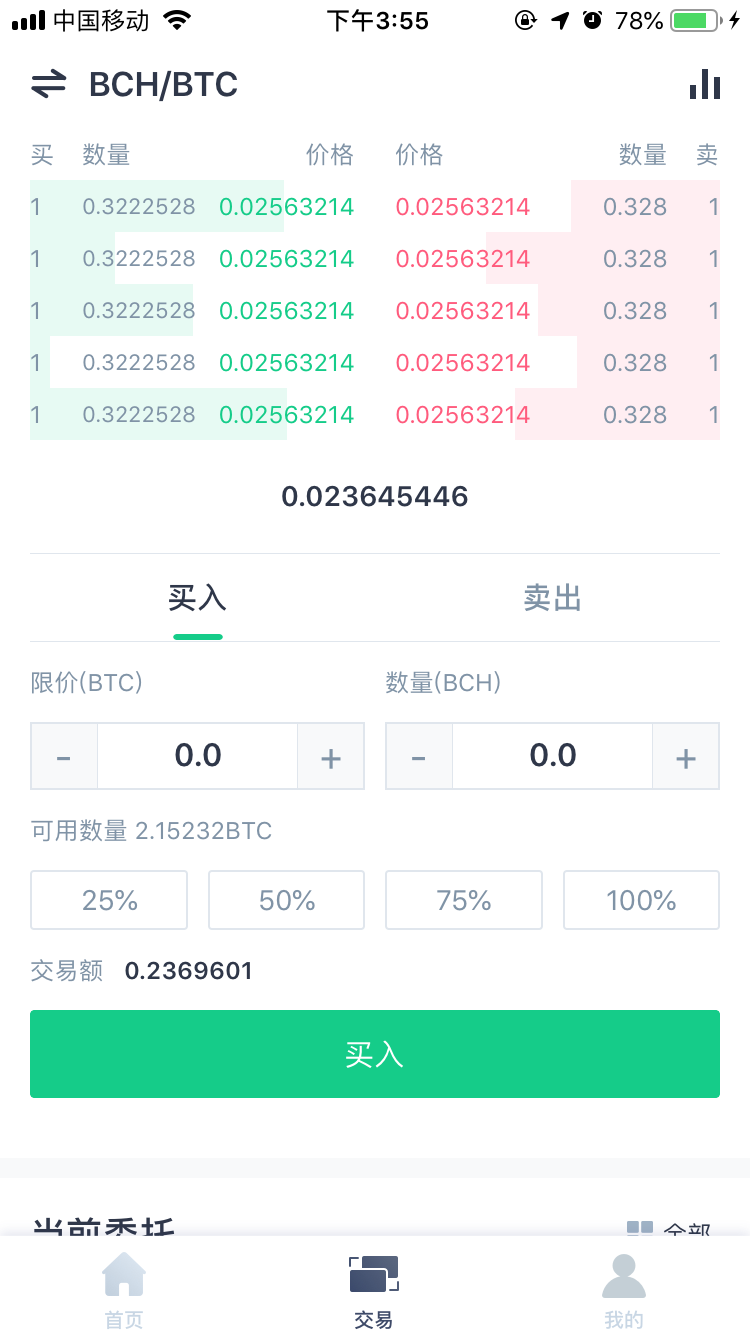 中国移动 下午3:55 78%
BCH/BTC
买 数量 价格 价格 数量 卖
1 0.3222528 0.02563214 0.02563214 0.328 1
1 0.3222528 0.02563214 0.02563214 0.328 1
1 0.3222528 0.02563214 0.02563214 0.328 1
1 0.3222528 0.02563214 0.02563214 0.328 1
1 0.3222528 0.02563214 0.02563214 0.328 1
0.023645446
买入 卖出
限价(BTC) 数量(BCH)
- 0.0 + - 0.0 +
可用数量 2.15232BTC
25% 50% 75% 100%
交易额 0.2369601
买入
当前委托 全部
首页 交易 我的